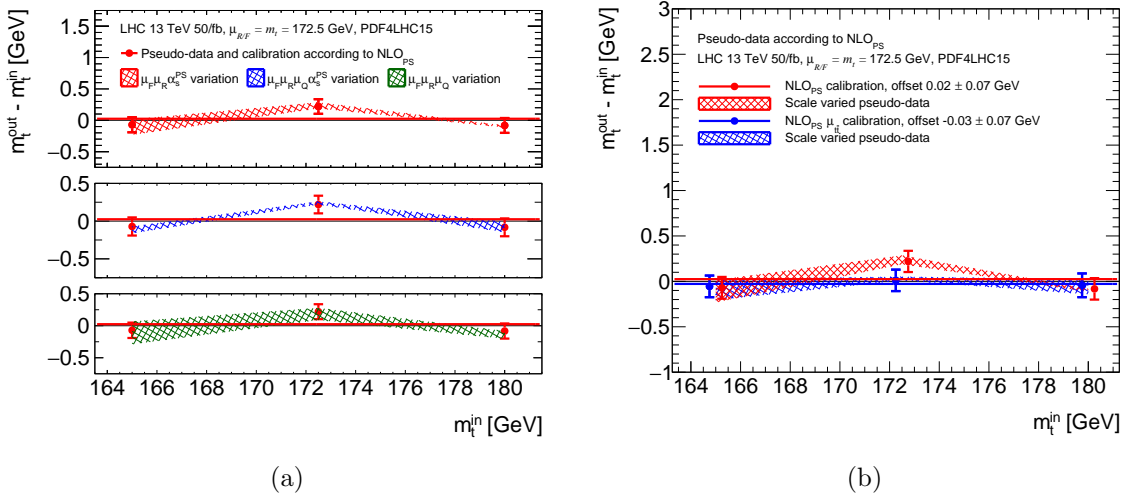 LHC 13 TeV 50/fb, μR/F = mt = 172.5 GeV, PDF4LHC15
Pseudo-data and calibration according to NLOPS
μFμRαsPS variation μFμRμQαsPS variation μFμRμQ variation
mtout - mtin [GeV]
1.5
1
0.5
0
−0.5
0.5
0
−0.5
0.5
0
−0.5
164 166 168 170 172 174 176 178 180
mtin [GeV]
(a)
Pseudo-data according to NLOPS
LHC 13 TeV 50/fb, μR/F = mt = 172.5 GeV, PDF4LHC15
NLOPS calibration, offset 0.02 ± 0.07 GeV
Scale varied pseudo-data
NLOPS μtt calibration, offset -0.03 ± 0.07 GeV
Scale varied pseudo-data
mtout - mtin [GeV]
3
2.5
2
1.5
1
0.5
0
−0.5
−1
164 166 168 170 172 174 176 178 180
mtin [GeV]
(b)